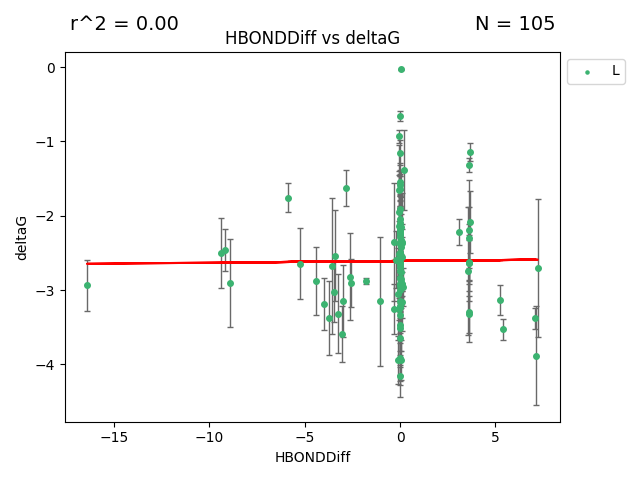 r^2 = 0.00
N = 105
HBONDDiff vs deltaG
L
0
−1
−2
−3
−4
deltaG
−15
−10
−5
0
5
HBONDDiff